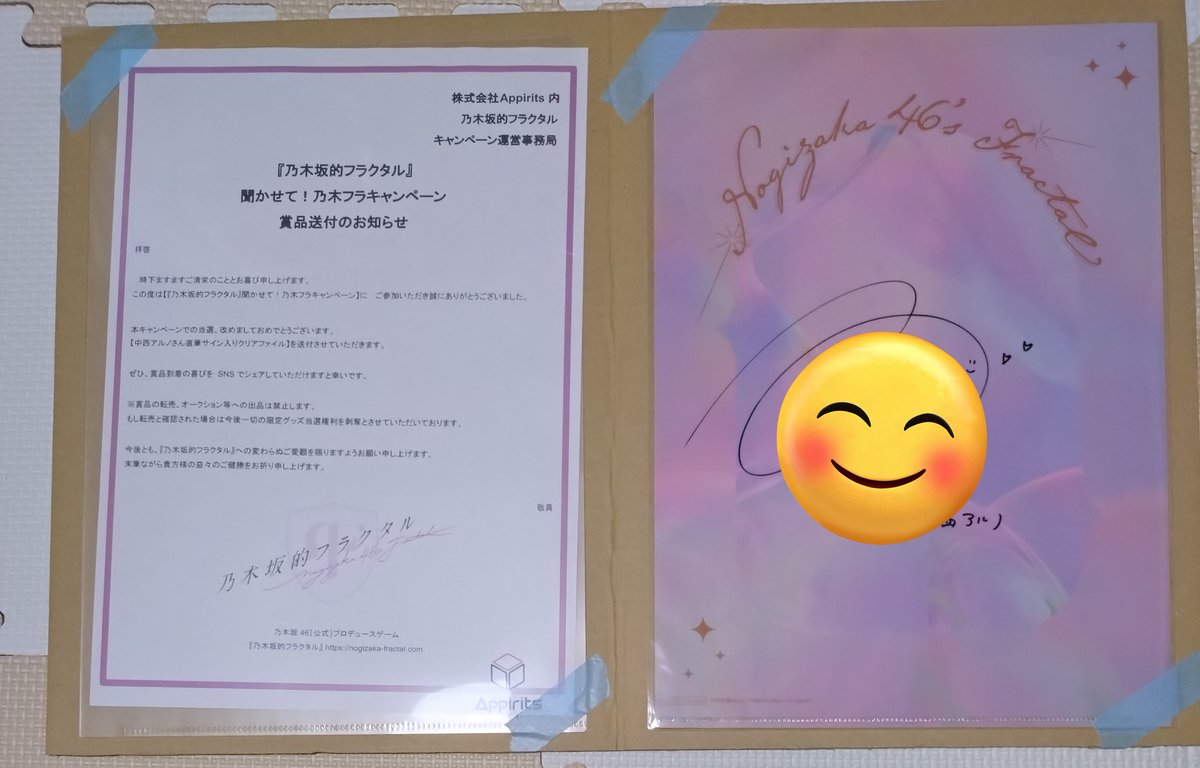 株式会社Appirits 内
乃木坂的フラクタル
キャンペーン運営事務局
『乃木坂的フラクタル』
聞かせて！乃木フラキャンペーン
賞品送付のお知らせ
拝啓
時下ますますご清栄のこととお喜び申し上げます。
この度は【『乃木坂的フラクタル』聞かせて！乃木フラキャンペーン】に　ご参加いただき誠にありがとうございました。
本キャンペーンでの当選、改めましておめでとうございます。
【中西アルノさん直筆サイン入りクリアファイル】を送付させていただきます。
ぜひ、賞品到着の喜びを SNS でシェアしていただけますと幸いです。
※賞品の転売、オークション等への出品は禁止します。
もし転売と確認された場合は今後一切の限定グッズ当選権利を剥奪とさせていただいております。
今後とも、『乃木坂的フラクタル』への変わらぬご愛顧を賜りますようお願い申し上げます。
末筆ながら貴方様の益々のご健勝をお祈り申し上げます。
敬具
乃木坂的フラクタル
Nogizaka46's Fractal
乃木坂46[公式]プロデュースゲーム
『乃木坂的フラクタル』https://nogizaka-fractal.com
Appirits
Nogizaka 46's Fractal
西アルノ